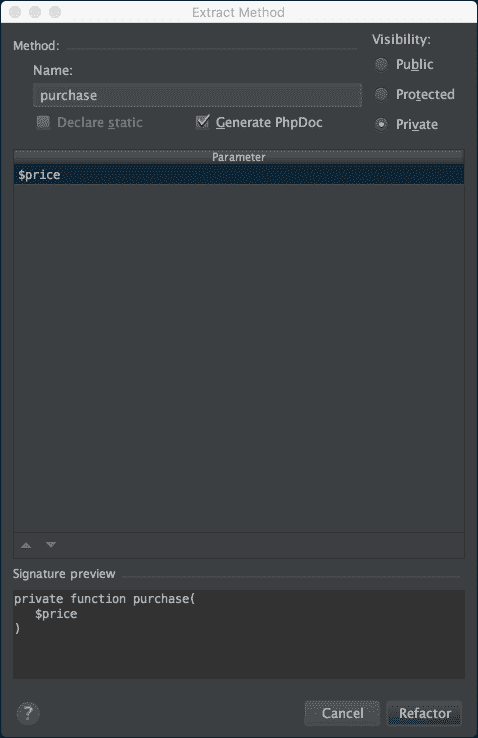 Extract Method
Method:
Visibility:
Name:
Public
purchase
Protected
Declare static
Generate PhpDoc
Private
Parameter
$price
Signature preview
private function purchase(
$price
)
?
Cancel
Refactor